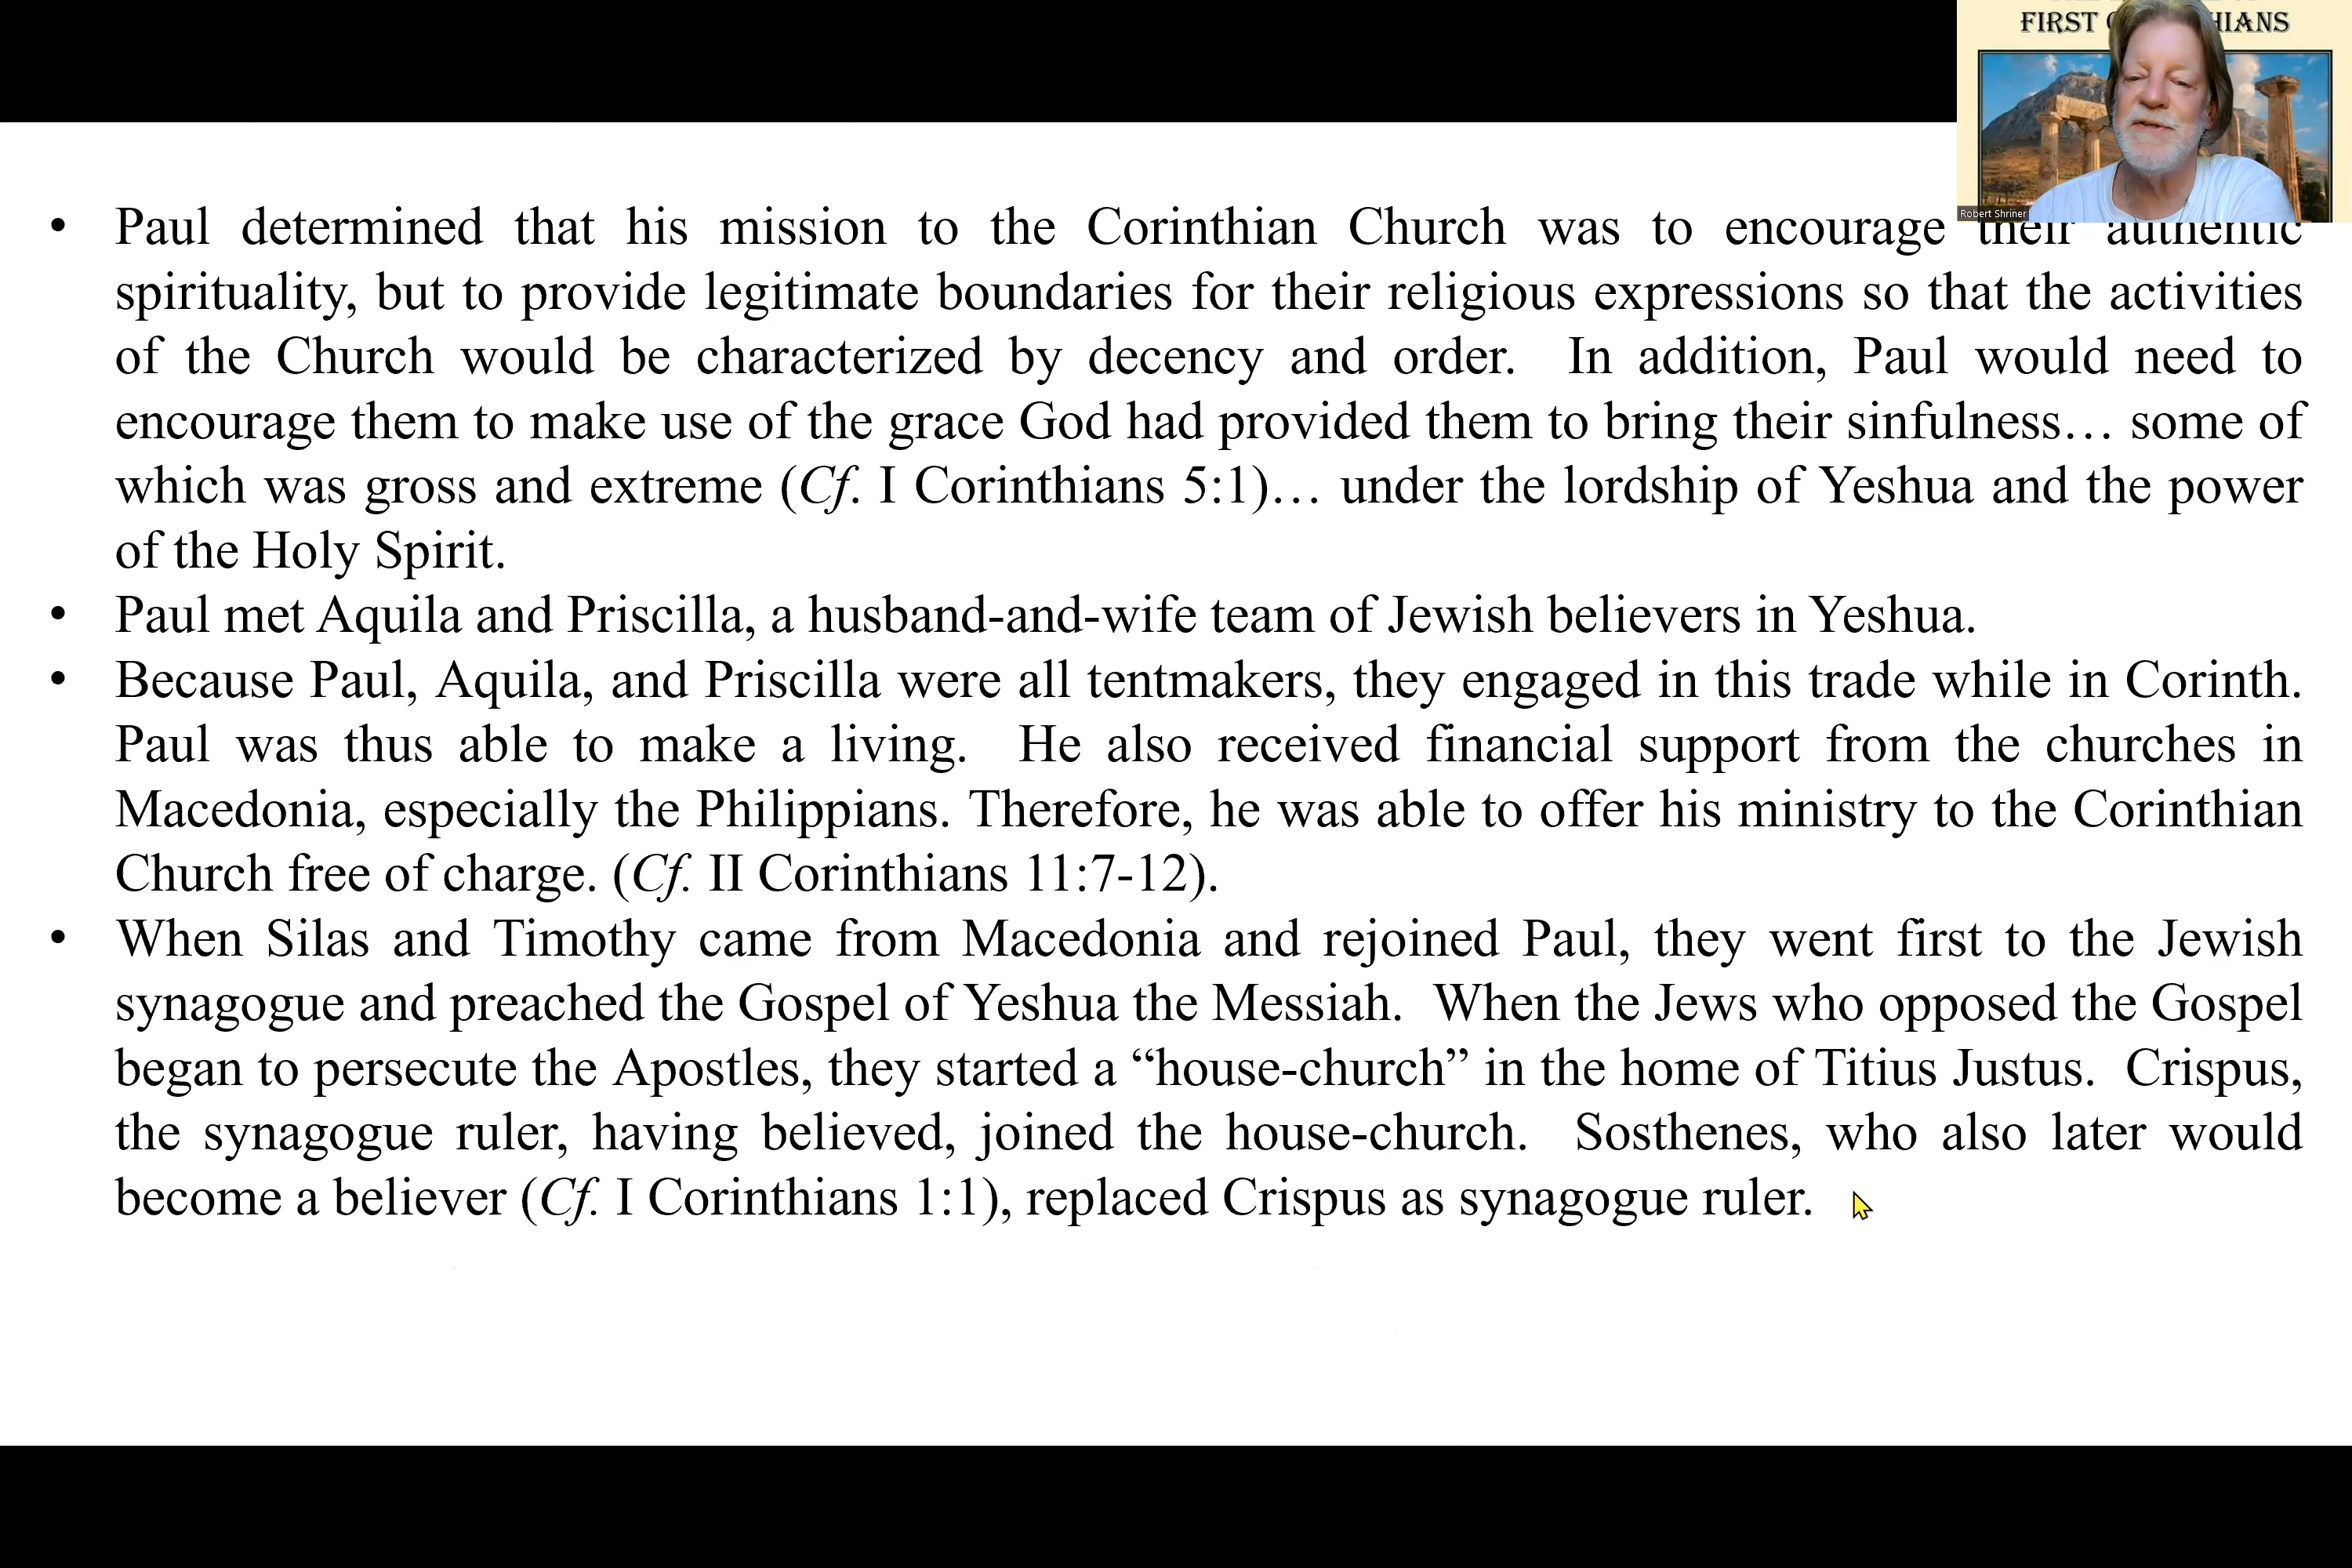 FIRST
HIANS
Robert Shriner
• Paul determined that his mission to the Corinthian Church was to encourage their authentic
spirituality, but to provide legitimate boundaries for their religious expressions so that the activities
of the Church would be characterized by decency and order. In addition, Paul would need to
encourage them to make use of the grace God had provided them to bring their sinfulness… some of
which was gross and extreme (Cf. I Corinthians 5:1)… under the lordship of Yeshua and the power
of the Holy Spirit.
• Paul met Aquila and Priscilla, a husband-and-wife team of Jewish believers in Yeshua.
• Because Paul, Aquila, and Priscilla were all tentmakers, they engaged in this trade while in Corinth.
Paul was thus able to make a living. He also received financial support from the churches in
Macedonia, especially the Philippians. Therefore, he was able to offer his ministry to the Corinthian
Church free of charge. (Cf. II Corinthians 11:7-12).
• When Silas and Timothy came from Macedonia and rejoined Paul, they went first to the Jewish
synagogue and preached the Gospel of Yeshua the Messiah. When the Jews who opposed the Gospel
began to persecute the Apostles, they started a “house-church” in the home of Titius Justus. Crispus,
the synagogue ruler, having believed, joined the house-church. Sosthenes, who also later would
become a believer (Cf. I Corinthians 1:1), replaced Crispus as synagogue ruler.